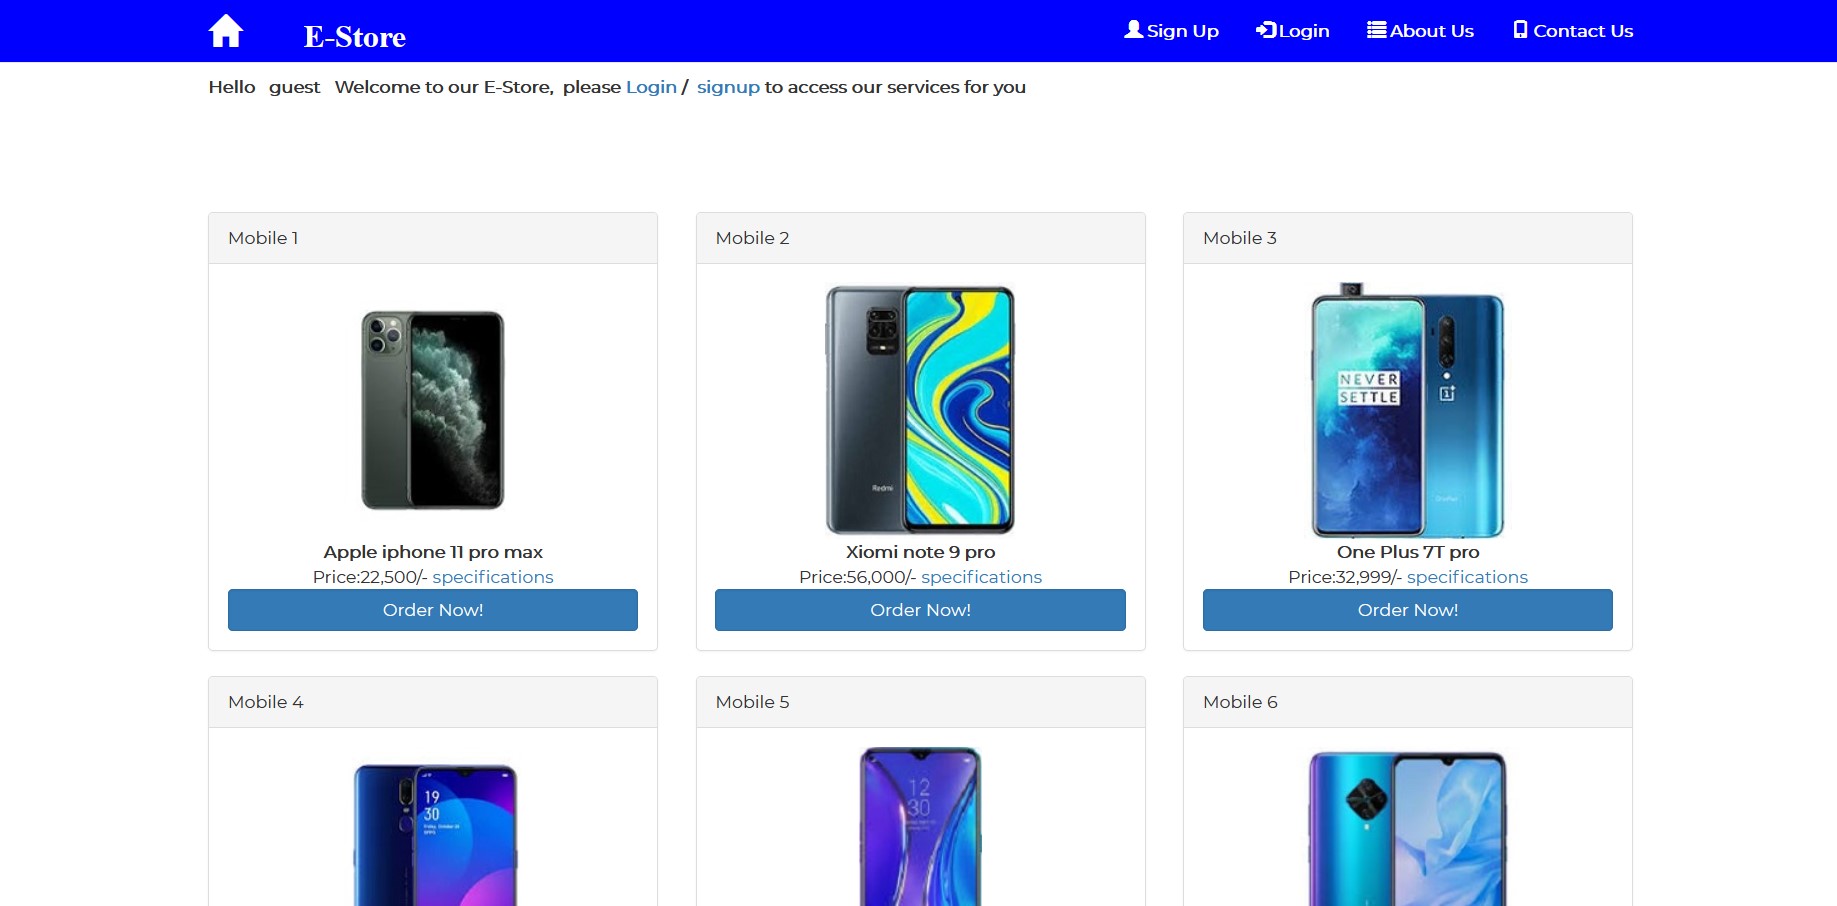 E-Store
Sign Up
Login
About Us
Contact Us
Hello guest Welcome to our E-Store, please Login / signup to access our services for you
Mobile 1
Mobile 2
Mobile 3
NEVER
SETTLE
Redmi
Apple iphone 11 pro max
Price:22,500/- specifications
Order Now!
Xiomi note 9 pro
Price:56,000/- specifications
Order Now!
One Plus 7T pro
Price:32,999/- specifications
Order Now!
Mobile 4
Mobile 5
Mobile 6
19
30
12
30